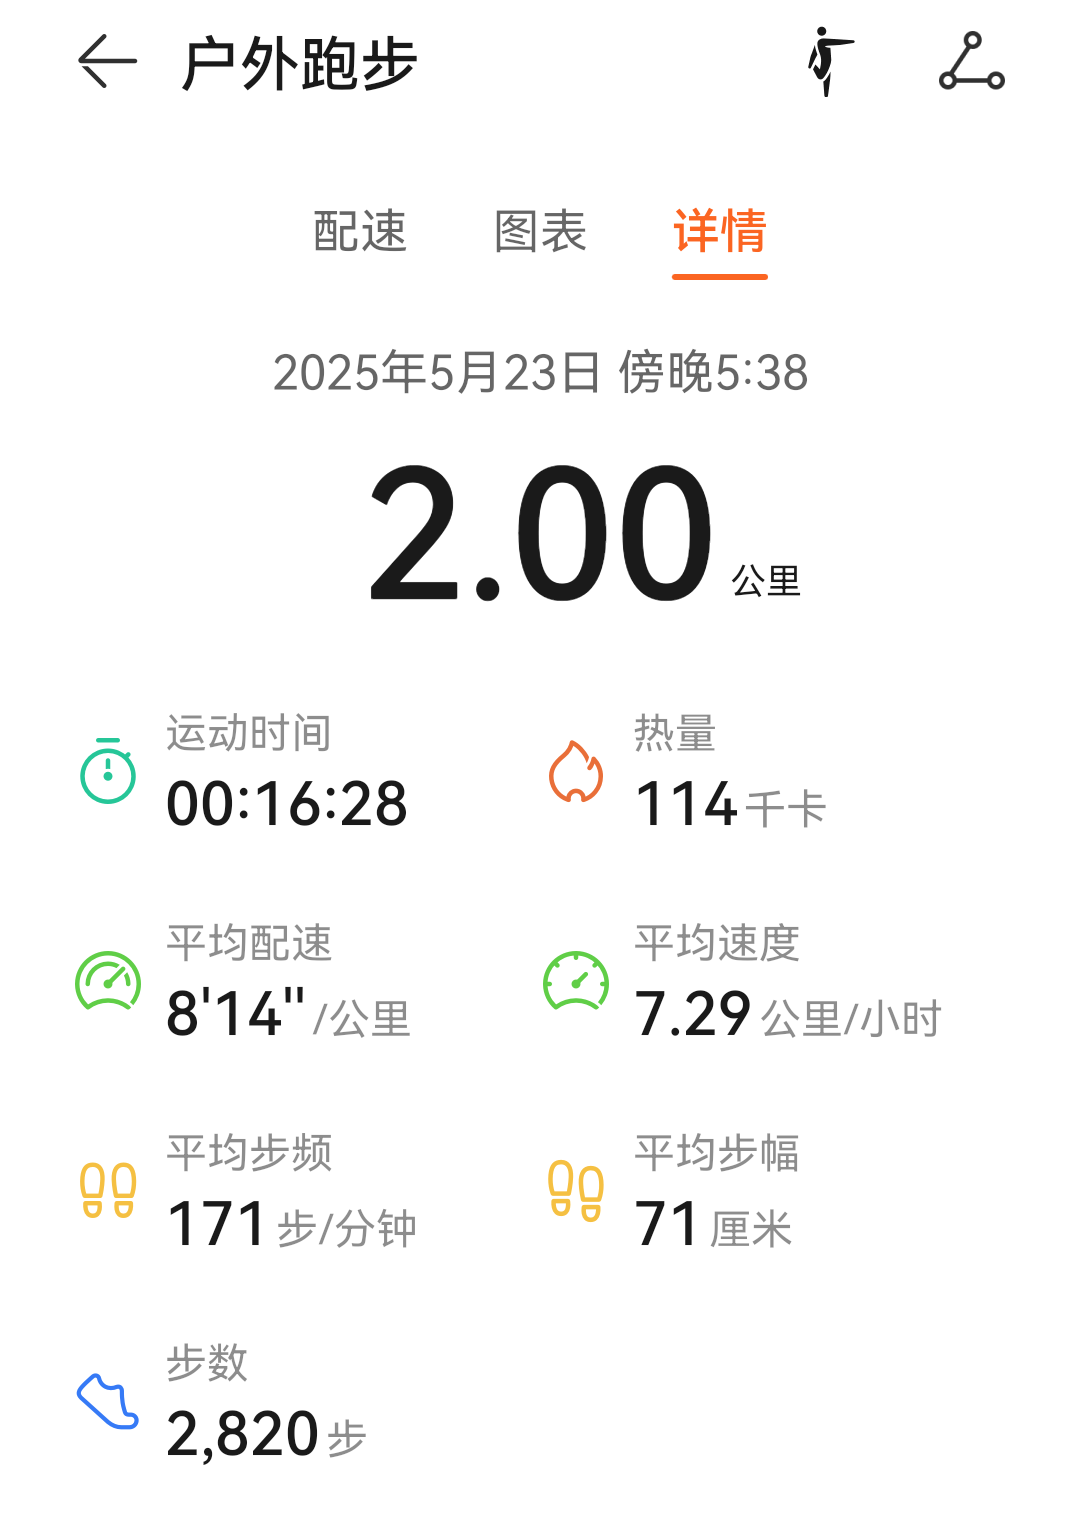 户外跑步
配速 图表 详情
2025年5月23日 傍晚5:38
2.00 公里
运动时间 热量
00:16:28 114 千卡
平均配速 平均速度
8'14" /公里 7.29 公里/小时
平均步频 平均步幅
171 步/分钟 71 厘米
步数
2,820 步